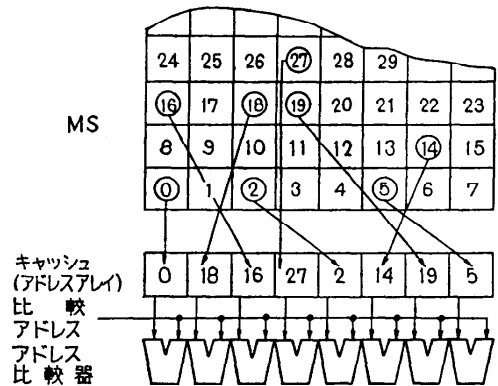 24 25 26 27 28 29
16 17 18 19 20 21 22 23
MS
8 9 10 11 12 13 14 15
0 1 2 3 4 5 6 7
キャッシュ
(アドレスアレイ)
0 18 16 27 2 14 19 5
比較
アドレス
アドレス
比較器